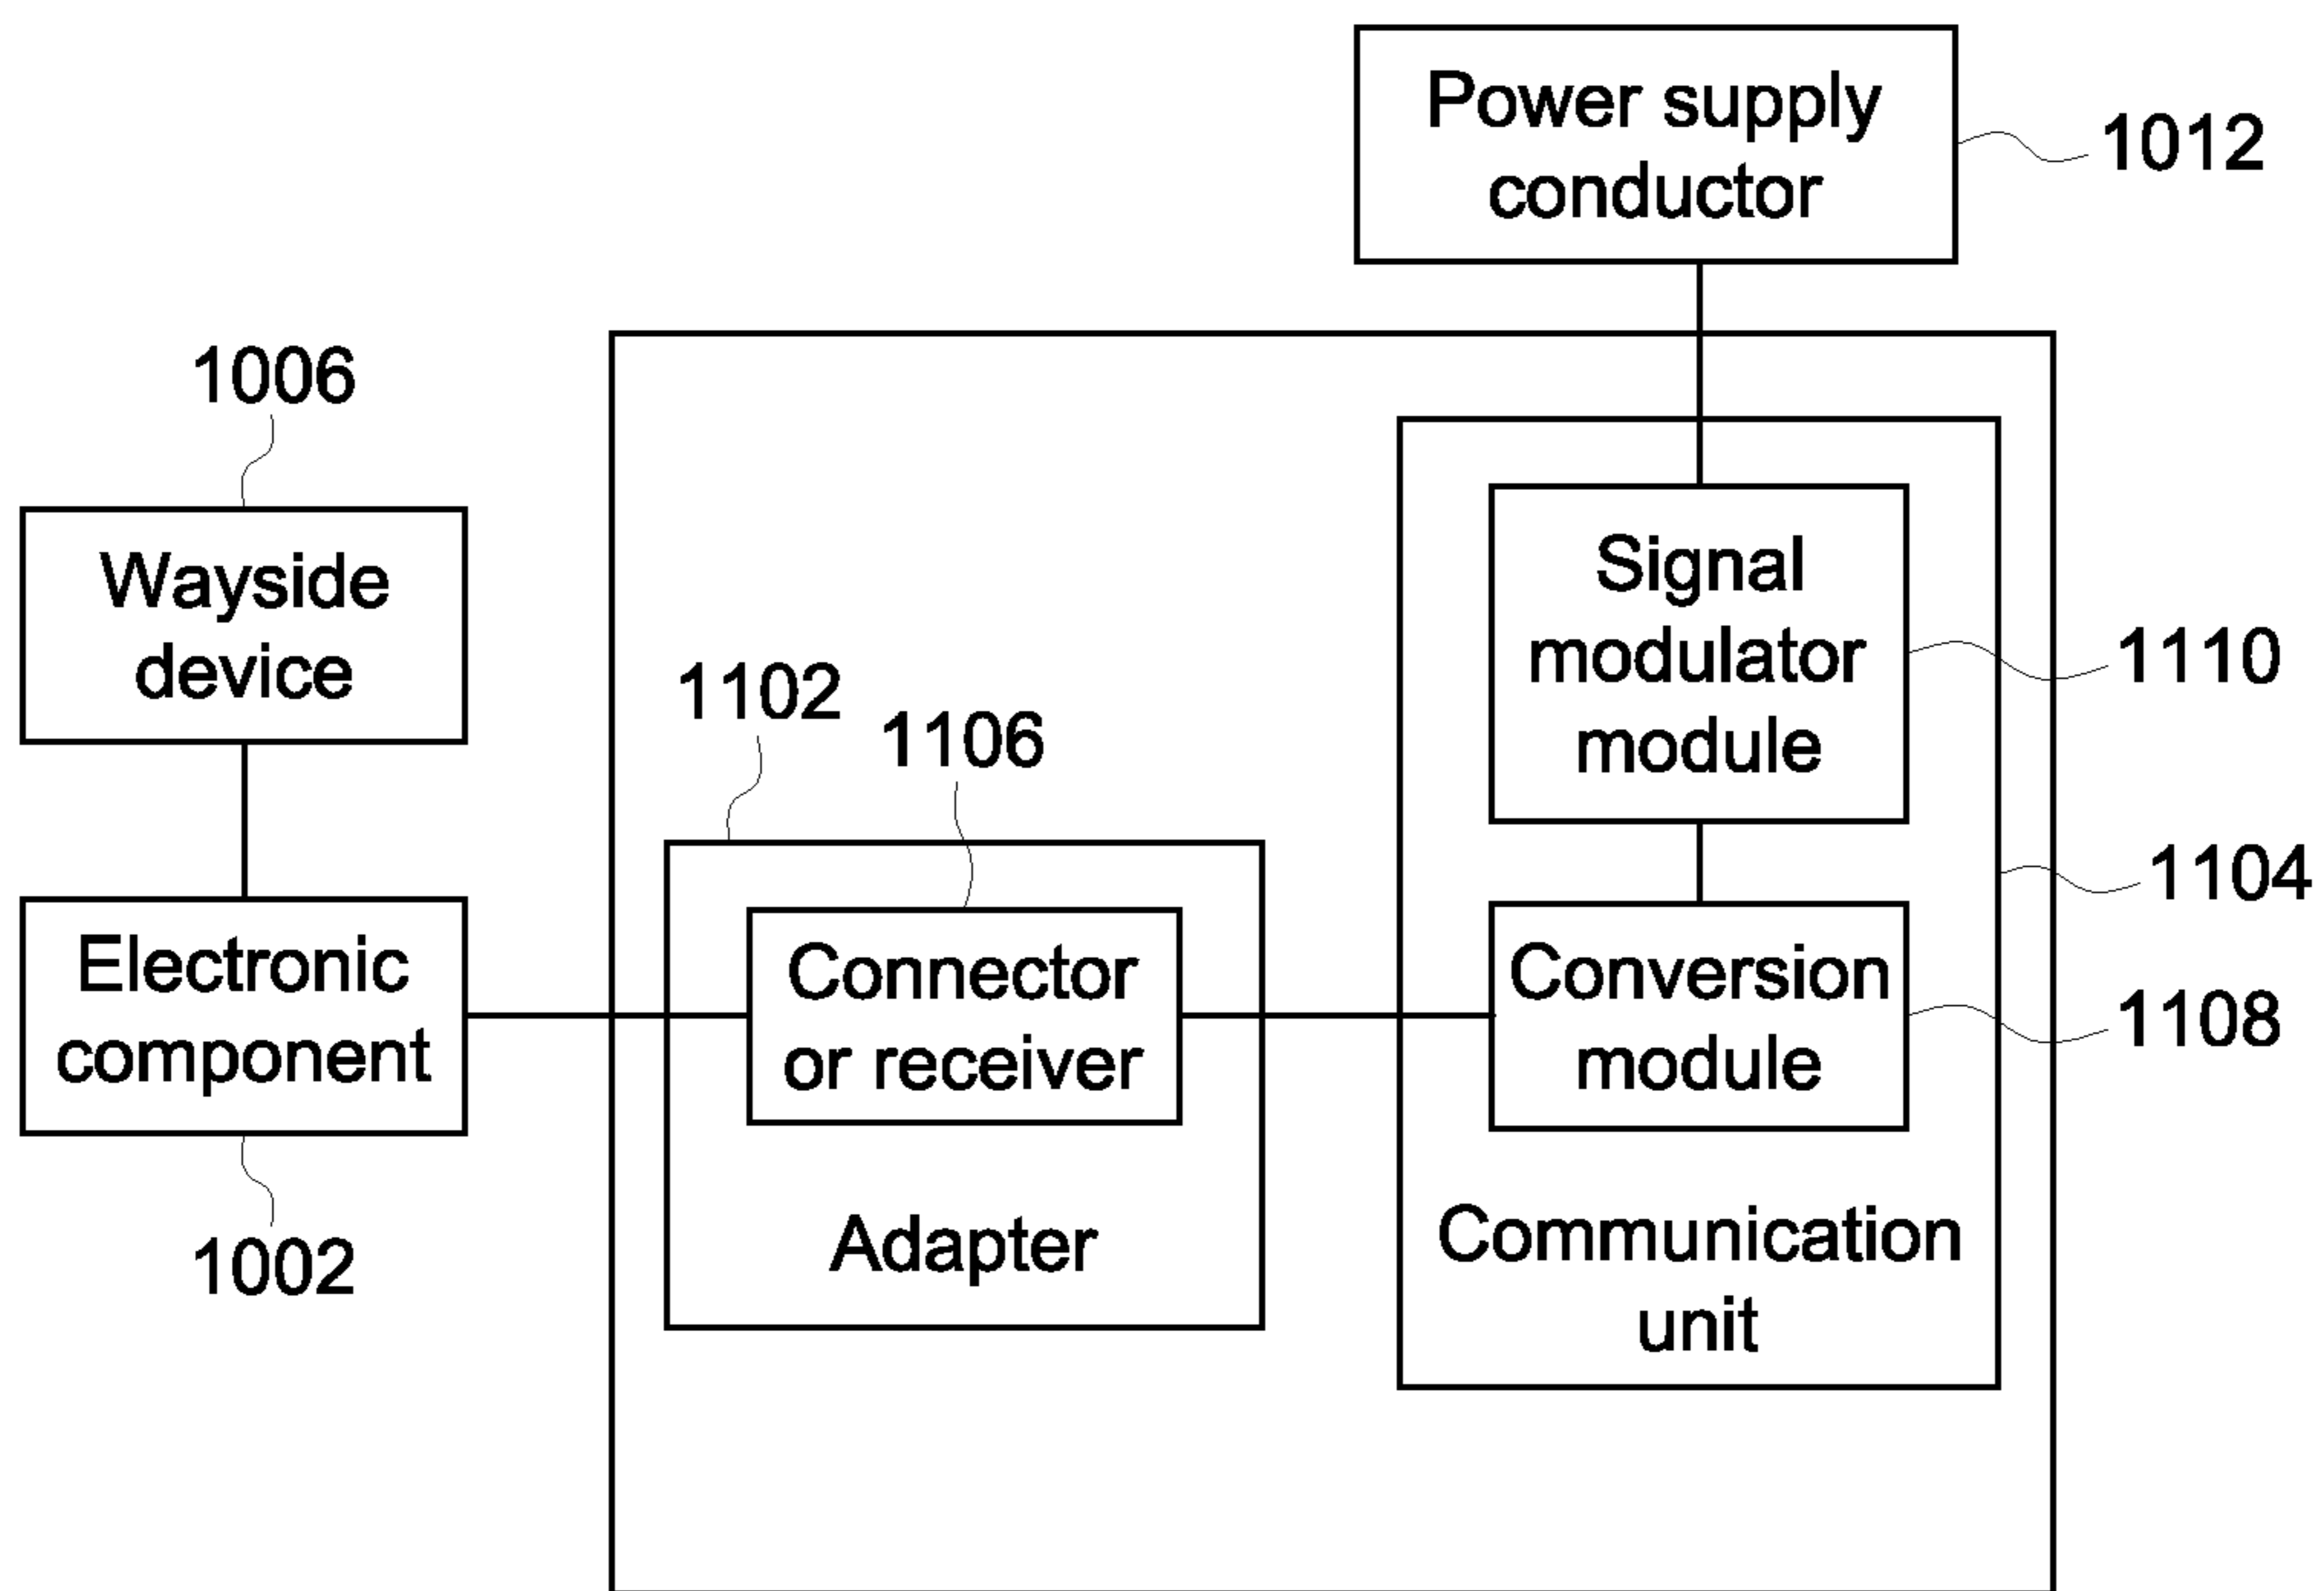 Power supply
conductor
1012
1006
Wayside
device
Signal
modulator
module
1110
1102
1106
1104
Electronic
component
Connector
or receiver
Conversion
module
1108
Adapter
Communication
unit
1002